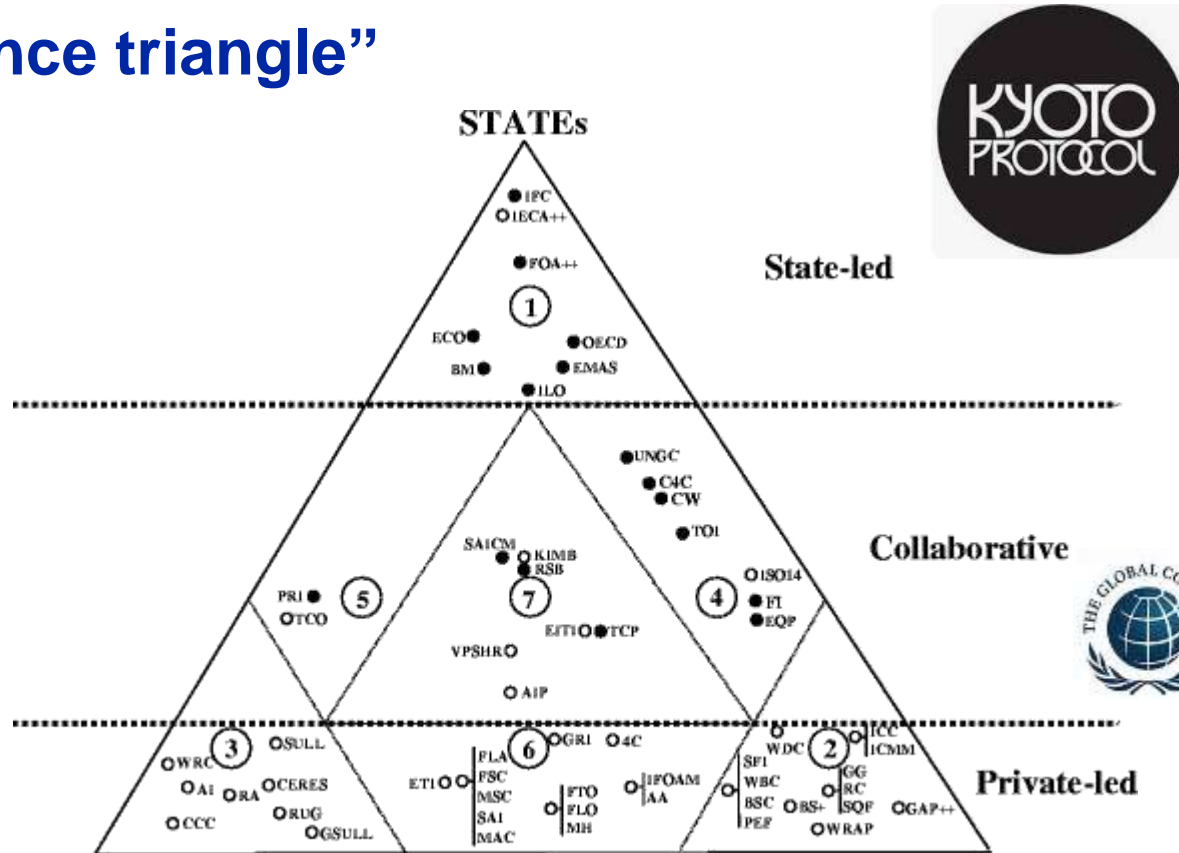 nce triangle”
KYOTO
PROTOCOL
STATEs
IFC
IECA++
FOA++
State-led
1
ECO
OECD
BM
EMAS
ILO
UNGC
C4C
CW
TOI
SAICM
KIMB
RSB
Collaborative
ISO14
PRI
5
7
4
FI
TCO
EQP
EITI
TCP
VPSHR
AIP
THE GLOBAL CO
3
SULL
WRC
AI
RA
CERES
CCC
RUG
GSULL
6
GRI
4C
ETI
FLA
FSC
MSC
SAI
MAC
FTO
FLO
MH
IFOAM
AA
WDC
2
ICC
ICMM
SFI
WBC
BSC
PEF
GG
RC
SQF
BS+
GAP++
WRAP
Private-led